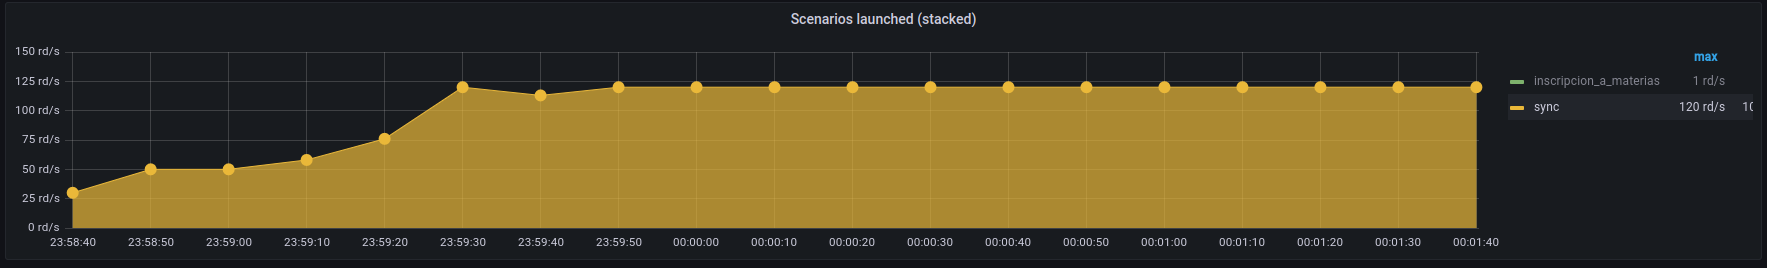 Scenarios launched (stacked)
150 rd/s
125 rd/s
100 rd/s
75 rd/s
50 rd/s
25 rd/s
0 rd/s
23:58:40 23:58:50 23:59:00 23:59:10 23:59:20 23:59:30 23:59:40 23:59:50 00:00:00 00:00:10 00:00:20 00:00:30 00:00:40 00:00:50 00:01:00 00:01:10 00:01:20 00:01:30 00:01:40
max
inscripcion_a_materias 1 rd/s
sync 120 rd/s 10